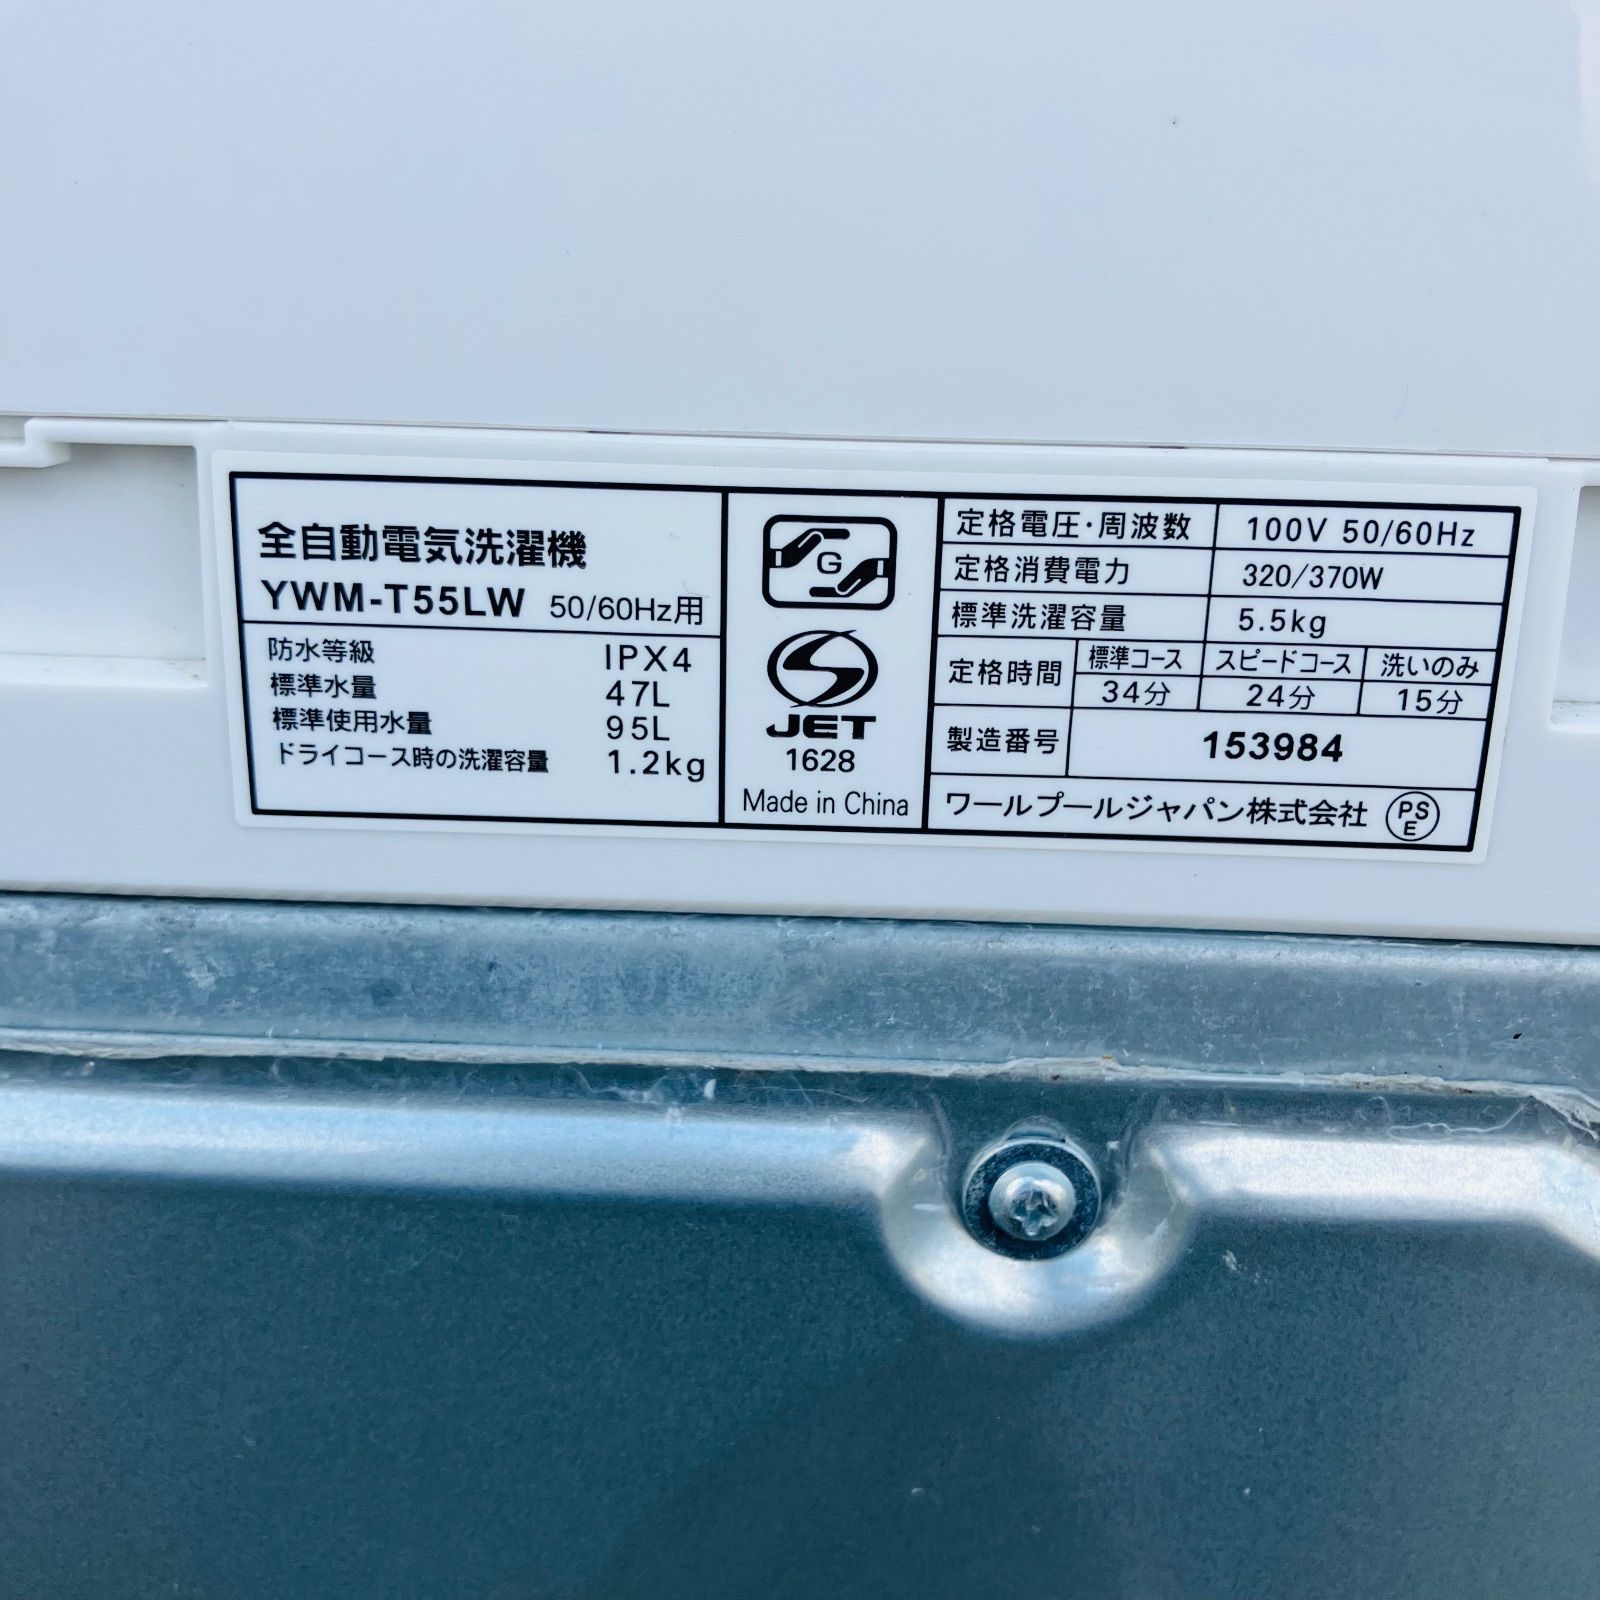 全自動電気洗濯機
YWM-T55LW 50/60Hz用
防水等級 IPX4
標準水量 47L
標準使用水量 95L
ドライコース時の洗濯容量 1.2kg
G
S
JET
1628
Made in China
定格電圧・周波数 100V 50/60Hz
定格消費電力 320/370W
標準洗濯容量 5.5kg
定格時間 標準コース スピードコース 洗いのみ
34分 24分 15分
製造番号 153984
ワールプールジャパン株式会社 PSE